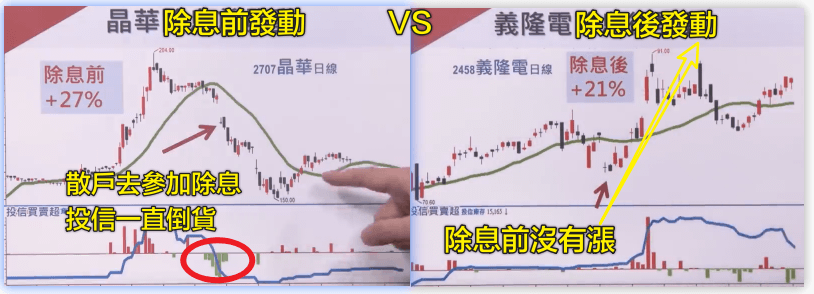 晶華除息前發動
VS
義隆電除息後發動
除息前
+27%
204.00
2707晶華日線
散戶去參加除息
投信一直倒貨
150.00
投信買賣超
2458義隆電日線
除息後
+21%
91.00
70.60
除息前沒有漲
投信買賣超 投信庫存 15,163 ↓